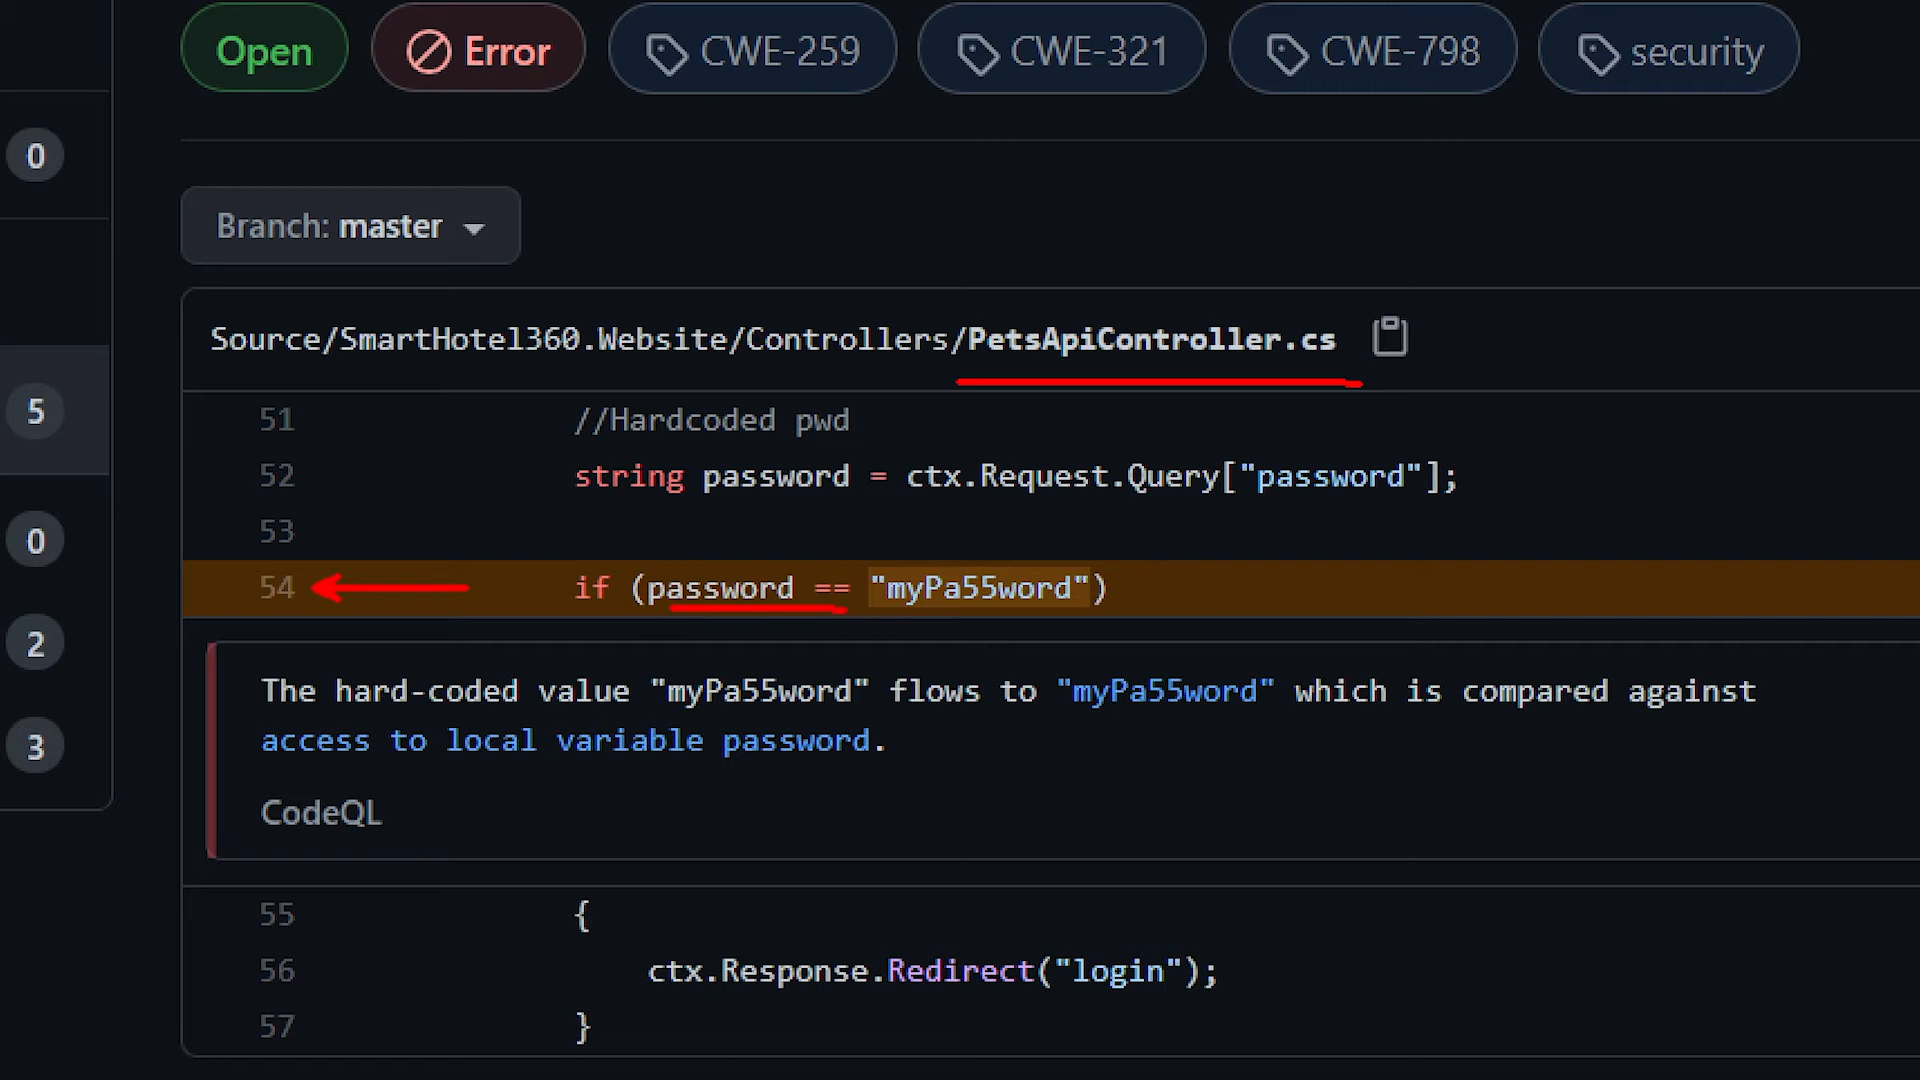 Open Error CWE-259 CWE-321 CWE-798 security
0
Branch: master
Source/SmartHotel360.Website/Controllers/PetsApiController.cs
51 //Hardcoded pwd
5
52 string password = ctx.Request.Query["password"];
53
0
54 if (password == "myPa55word")
2
The hard-coded value "myPa55word" flows to "myPa55word" which is compared against
access to local variable password.
3
CodeQL
55 {
56 ctx.Response.Redirect("login");
57 }